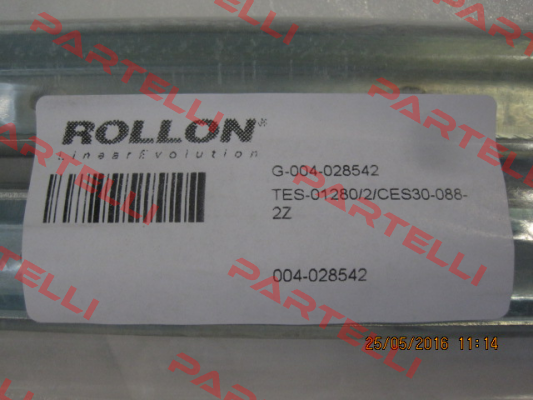 ROLLON®
Linear Evolution
G-004-028542
TES-01280/2/CES30-088-
2Z
004-028542
25/05/2016 11:14
PARTELLI
PARTELLI
PARTELLI
PARTELLI
PARTELLI
PARTELLI